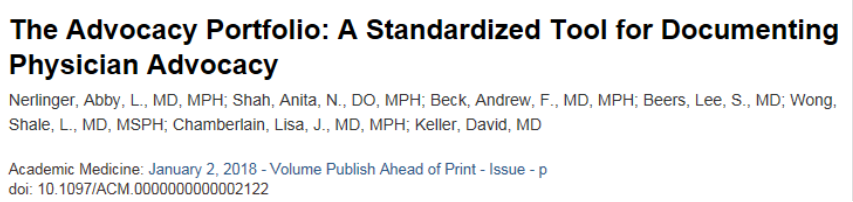 The Advocacy Portfolio: A Standardized Tool for Documenting
Physician Advocacy
Nerlinger, Abby, L., MD, MPH; Shah, Anita, N., DO, MPH; Beck, Andrew, F., MD, MPH; Beers, Lee, S., MD; Wong,
Shale, L., MD, MSPH; Chamberlain, Lisa, J., MD, MPH; Keller, David, MD
Academic Medicine: January 2, 2018 - Volume Publish Ahead of Print - Issue - p
doi: 10.1097/ACM.0000000000002122